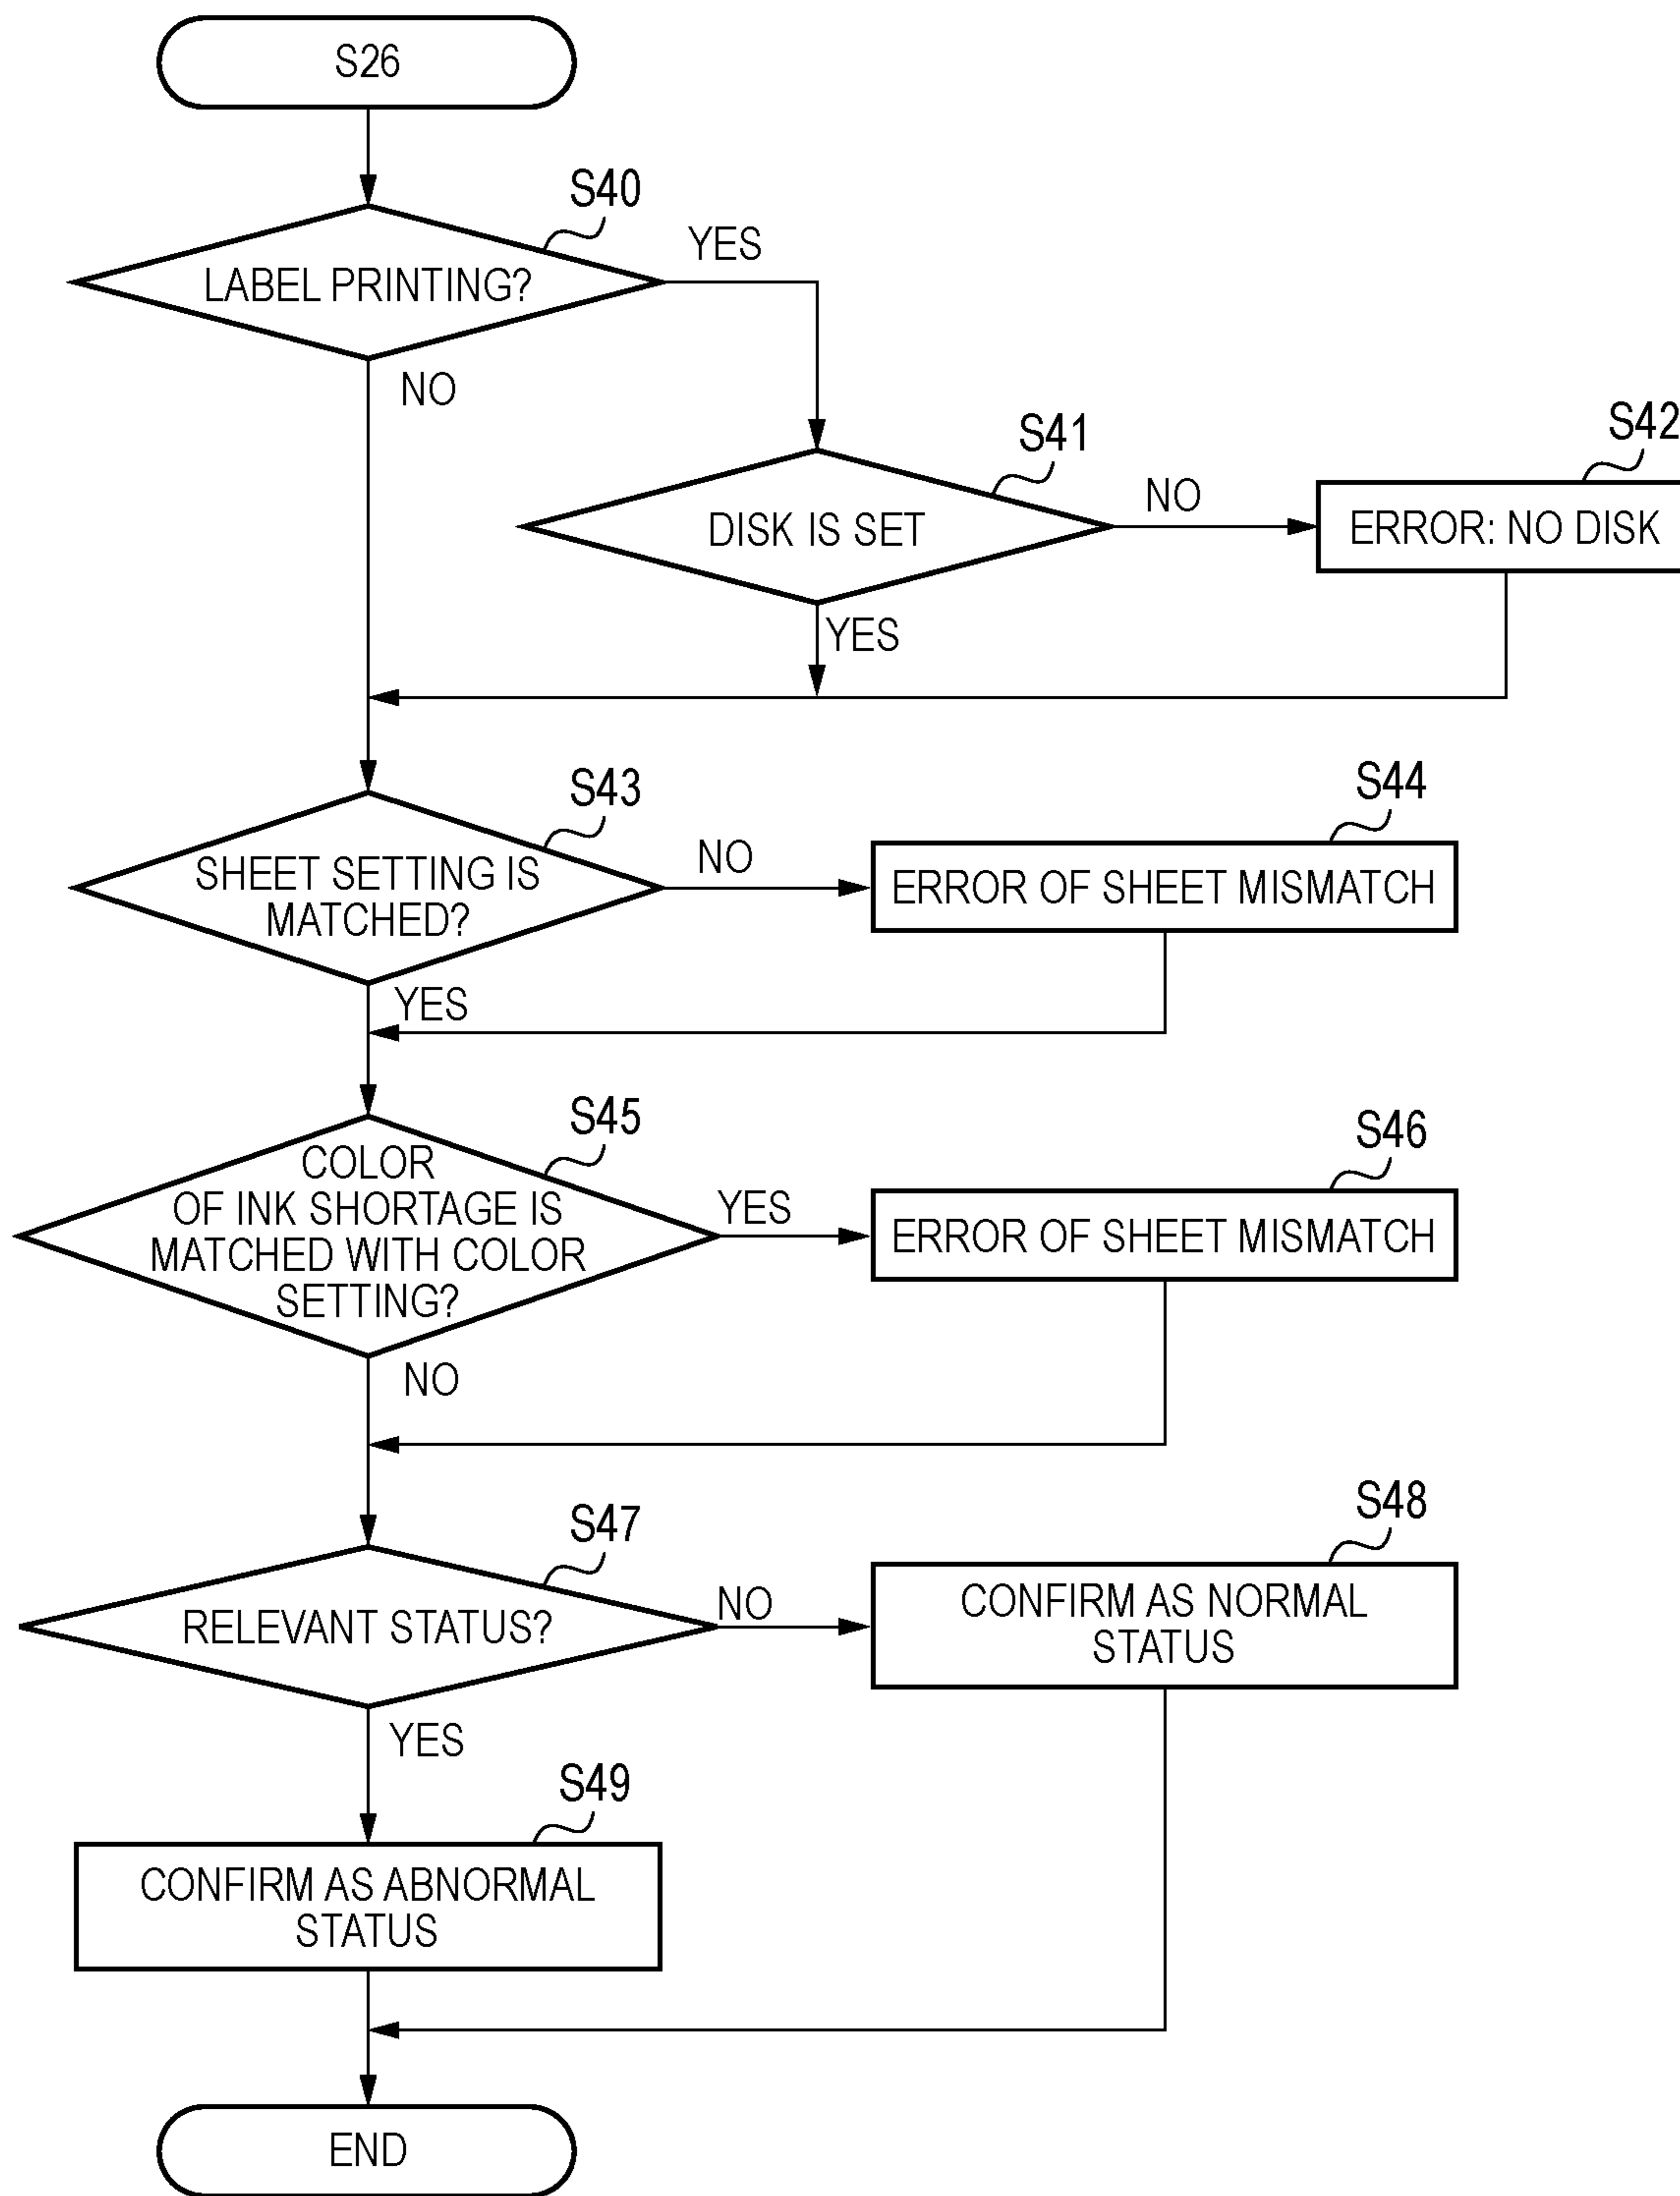 S26
S40
LABEL PRINTING?
YES
NO
S41
DISK IS SET
NO
YES
S42
ERROR: NO DISK
S43
SHEET SETTING IS
MATCHED?
NO
YES
S44
ERROR OF SHEET MISMATCH
S45
COLOR
OF INK SHORTAGE IS
MATCHED WITH COLOR
SETTING?
YES
NO
S46
ERROR OF SHEET MISMATCH
S47
RELEVANT STATUS?
NO
YES
S48
CONFIRM AS NORMAL
STATUS
S49
CONFIRM AS ABNORMAL
STATUS
END